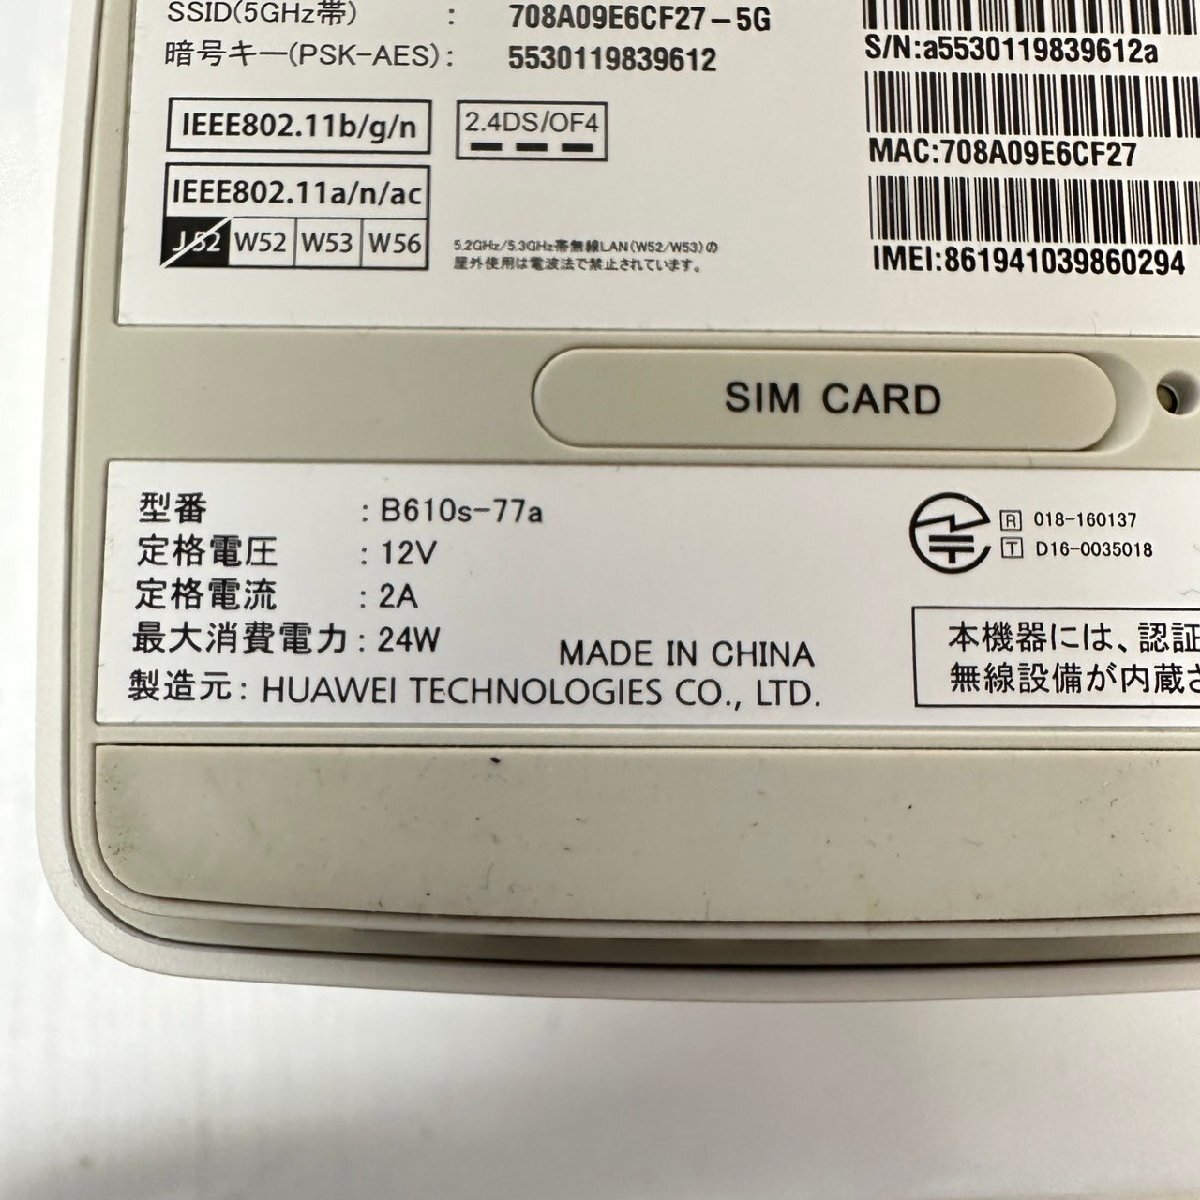 SSID(5GHz帯) : 708A09E6CF27-5G
暗号キー(PSK-AES): 5530119839612
S/N:a5530119839612a
IEEE802.11b/g/n
2.4DS/OF4
MAC:708A09E6CF27
IEEE802.11a/n/ac
J52 W52 W53 W56
5.2GHz/5.3GHz帯無線LAN(W52/W53)の
屋外使用は電波法で禁止されています。
IMEI:861941039860294
SIM CARD
型番 : B610s-77a
定格電圧 : 12V
定格電流 : 2A
最大消費電力 : 24W
MADE IN CHINA
製造元: HUAWEI TECHNOLOGIES CO., LTD.
R 018-160137
T D16-0035018
本機器には、認証
無線設備が内蔵さ